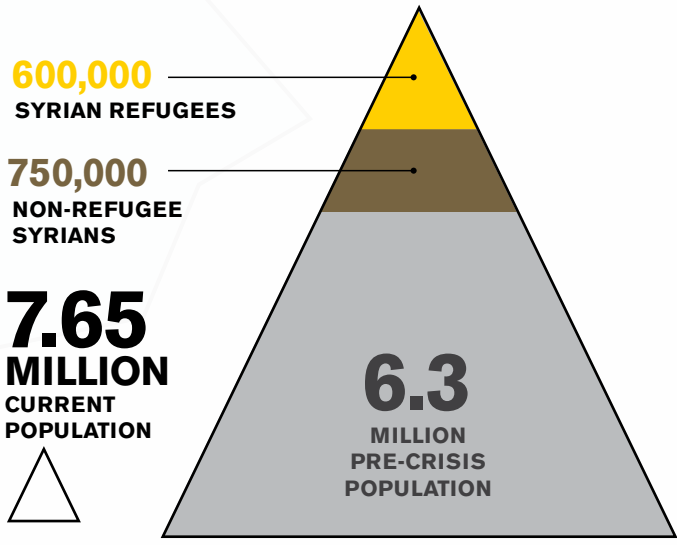 600,000
SYRIAN REFUGEES
750,000
NON-REFUGEE
SYRIANS
7.65
MILLION
CURRENT
POPULATION
6.3
MILLION
PRE-CRISIS
POPULATION